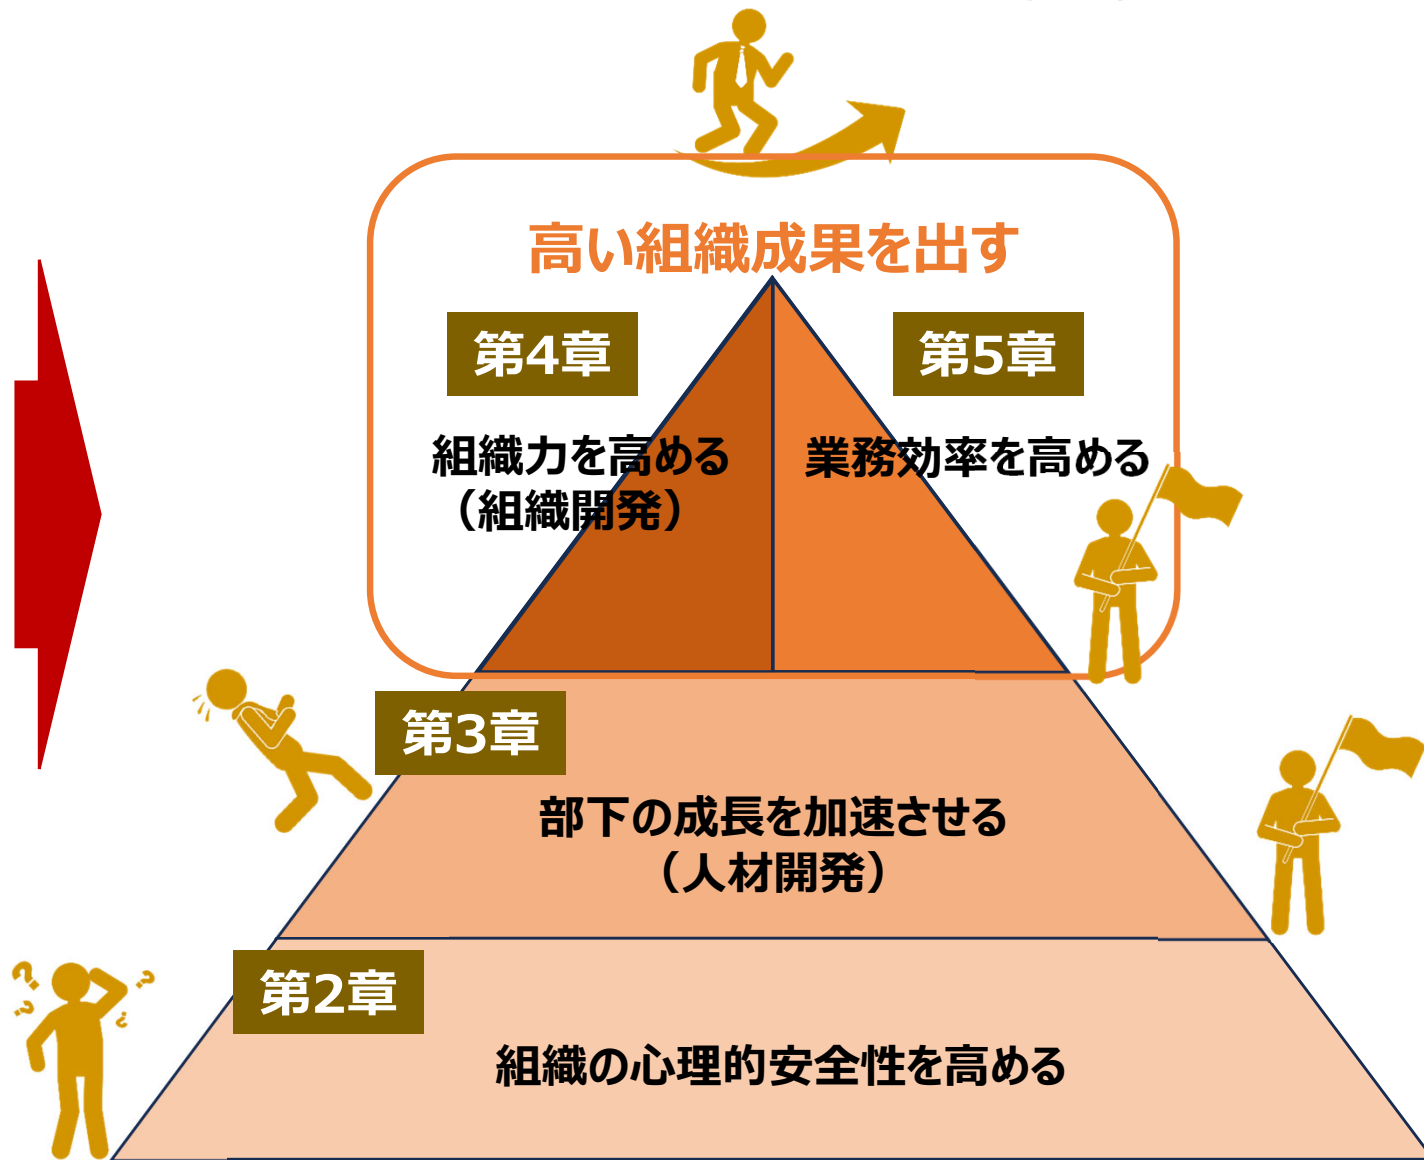 高い組織成果を出す
第4章
組織力を高める
（組織開発）
第5章
業務効率を高める
第3章
部下の成長を加速させる
（人材開発）
第2章
組織の心理的安全性を高める